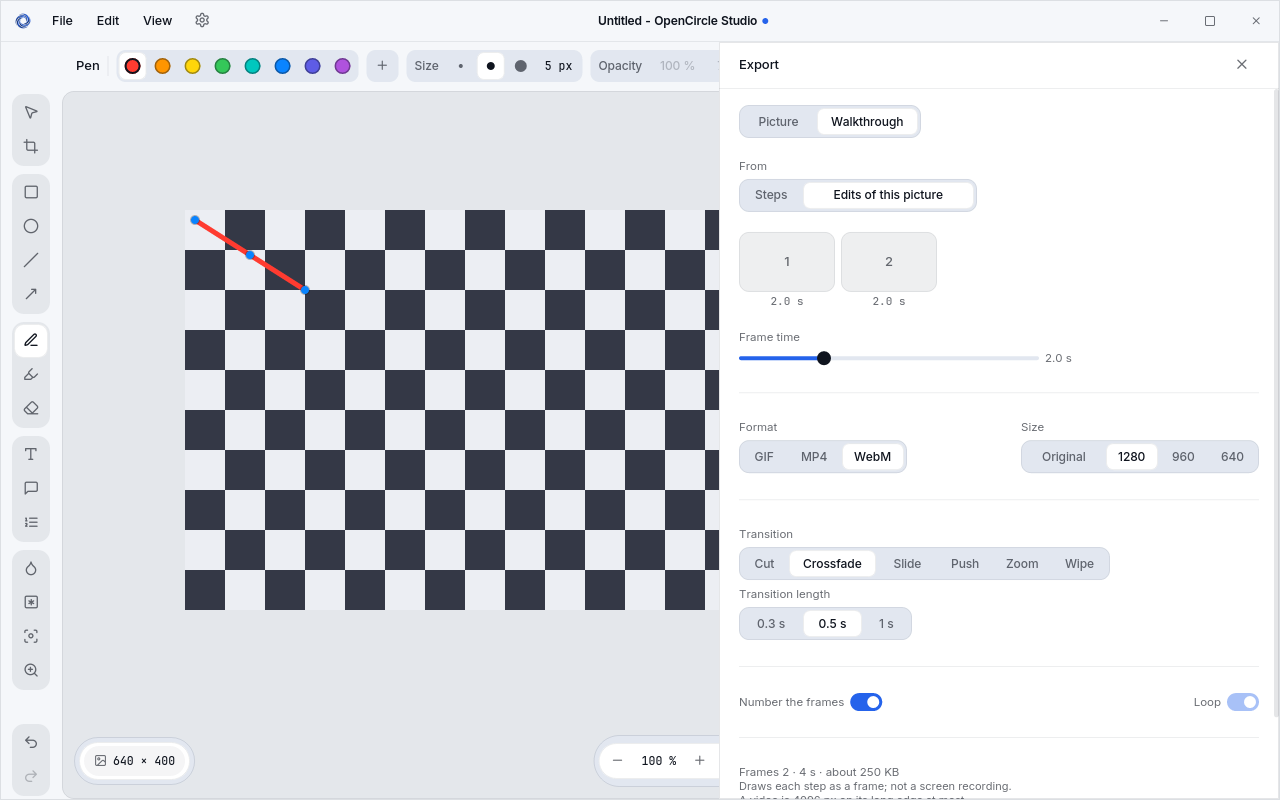 File Edit View
Untitled - OpenCircle Studio
Pen
Size 5 px
Opacity 100 %
Export
Picture Walkthrough
From
Steps Edits of this picture
1 2
2.0 s 2.0 s
Frame time
2.0 s
Format Size
GIF MP4 WebM Original 1280 960 640
Transition
Cut Crossfade Slide Push Zoom Wipe
Transition length
0.3 s 0.5 s 1 s
Number the frames Loop
640 × 400
100 %
Frames 2 · 4 s · about 250 KB
Draws each step as a frame; not a screen recording.